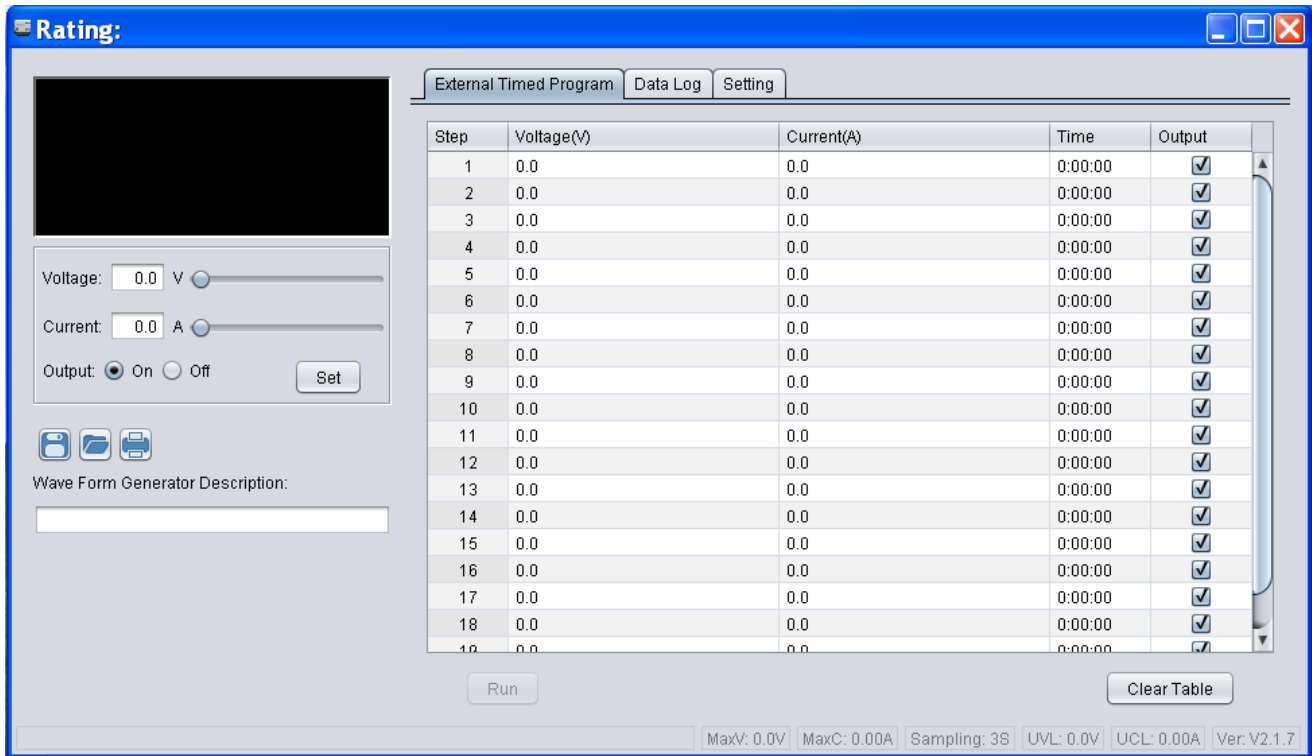 Rating:
External Timed Program Data Log Setting
Step Voltage(V) Current(A) Time Output
1 0.0 0.0 0:00:00
2 0.0 0.0 0:00:00
3 0.0 0.0 0:00:00
4 0.0 0.0 0:00:00
5 0.0 0.0 0:00:00
6 0.0 0.0 0:00:00
7 0.0 0.0 0:00:00
8 0.0 0.0 0:00:00
9 0.0 0.0 0:00:00
10 0.0 0.0 0:00:00
11 0.0 0.0 0:00:00
12 0.0 0.0 0:00:00
13 0.0 0.0 0:00:00
14 0.0 0.0 0:00:00
15 0.0 0.0 0:00:00
16 0.0 0.0 0:00:00
17 0.0 0.0 0:00:00
18 0.0 0.0 0:00:00
19 0.0 0.0 0:00:00
Voltage: 0.0 V
Current: 0.0 A
Output: On Off
Set
Wave Form Generator Description:
Run Clear Table
MaxV: 0.0V MaxC: 0.00A Sampling: 3S UVL: 0.0V UCL: 0.00A Ver: V2.1.7